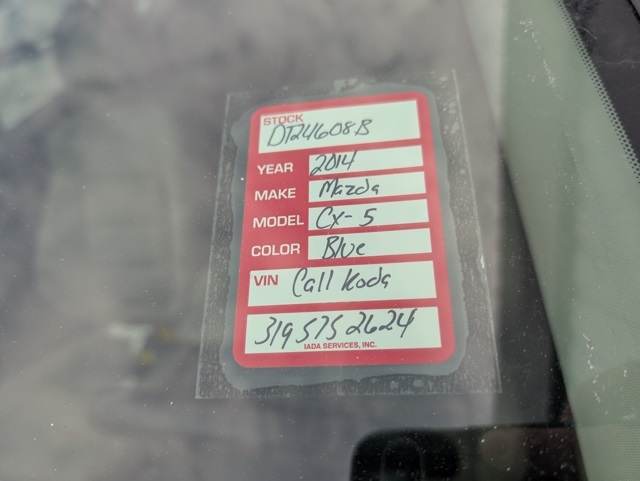 STOCK
DT24608B
YEAR 2014
MAKE Mazda
MODEL CX-5
COLOR Blue
VIN Call Koda
319 575 2624
IADA SERVICES, INC.